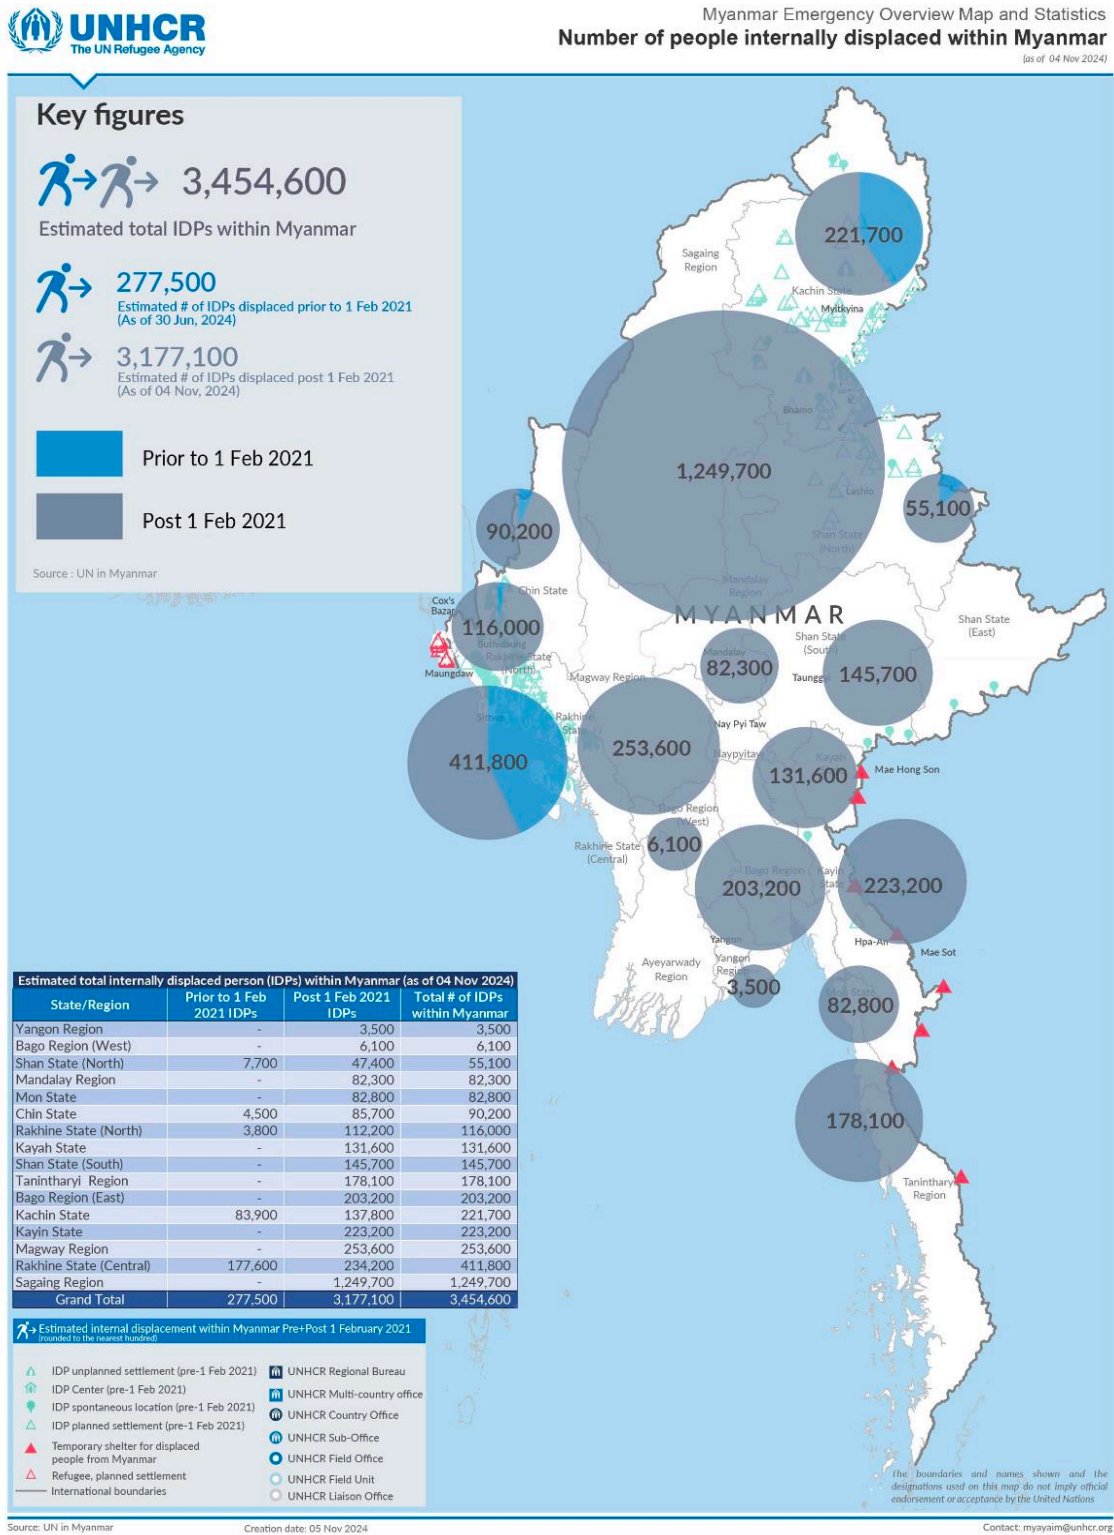 UNHCR
The UN Refugee Agency
Myanmar Emergency Overview Map and Statistics
Number of people internally displaced within Myanmar
(as of 04 Nov 2024)
Key figures
3,454,600
Estimated total IDPs within Myanmar
277,500
Estimated # of IDPs displaced prior to 1 Feb 2021
(As of 30 Jun, 2024)
3,177,100
Estimated # of IDPs displaced post 1 Feb 2021
(As of 04 Nov, 2024)
Prior to 1 Feb 2021
Post 1 Feb 2021
Source : UN in Myanmar
221,700
Sagaing
Region
Kachin State
Myitkyina
Bhamo
1,249,700
Lashio
55,100
90,200
Shan State
(North)
Mandalay
Region
Chin State
Cox's
Bazar
MYANMAR
116,000
Buthidaung
Rakhine State
(North)
Maungdaw
Shan State
(East)
Shan State
(South)
Mandalay
82,300
Taunggyi
145,700
Magway Region
Sittwe
Rakhine
State
Nay Pyi Taw
411,800
253,600
Naypyitaw
Kayah
131,600
Mae Hong Son
Bago Region
(West)
Rakhine State
(Central)
6,100
203,200
Bago Region
Kayin
State
223,200
Hpa-An
Mae Sot
Yangon
Yangon
Region
Ayeyarwady
Region
3,500
Mon State
82,800
178,100
Tanintharyi
Region
Estimated total internally displaced person (IDPs) within Myanmar (as of 04 Nov 2024)
State/Region Prior to 1 Feb 2021 IDPs Post 1 Feb 2021 IDPs Total # of IDPs within Myanmar
Yangon Region - 3,500 3,500
Bago Region (West) - 6,100 6,100
Shan State (North) 7,700 47,400 55,100
Mandalay Region - 82,300 82,300
Mon State - 82,800 82,800
Chin State 4,500 85,700 90,200
Rakhine State (North) 3,800 112,200 116,000
Kayah State - 131,600 131,600
Shan State (South) - 145,700 145,700
Tanintharyi Region - 178,100 178,100
Bago Region (East) - 203,200 203,200
Kachin State 83,900 137,800 221,700
Kayin State - 223,200 223,200
Magway Region - 253,600 253,600
Rakhine State (Central) 177,600 234,200 411,800
Sagaing Region - 1,249,700 1,249,700
Grand Total 277,500 3,177,100 3,454,600
Estimated internal displacement within Myanmar Pre+Post 1 February 2021
(rounded to the nearest hundred)
IDP unplanned settlement (pre-1 Feb 2021)
IDP Center (pre-1 Feb 2021)
IDP spontaneous location (pre-1 Feb 2021)
IDP planned settlement (pre-1 Feb 2021)
Temporary shelter for displaced
people from Myanmar
Refugee, planned settlement
International boundaries
UNHCR Regional Bureau
UNHCR Multi-country office
UNHCR Country Office
UNHCR Sub-Office
UNHCR Field Office
UNHCR Field Unit
UNHCR Liaison Office
The boundaries and names shown and the
designations used on this map do not imply official
endorsement or acceptance by the United Nations
Source: UN in Myanmar
Creation date: 05 Nov 2024
Contact: myayaim@unhcr.org